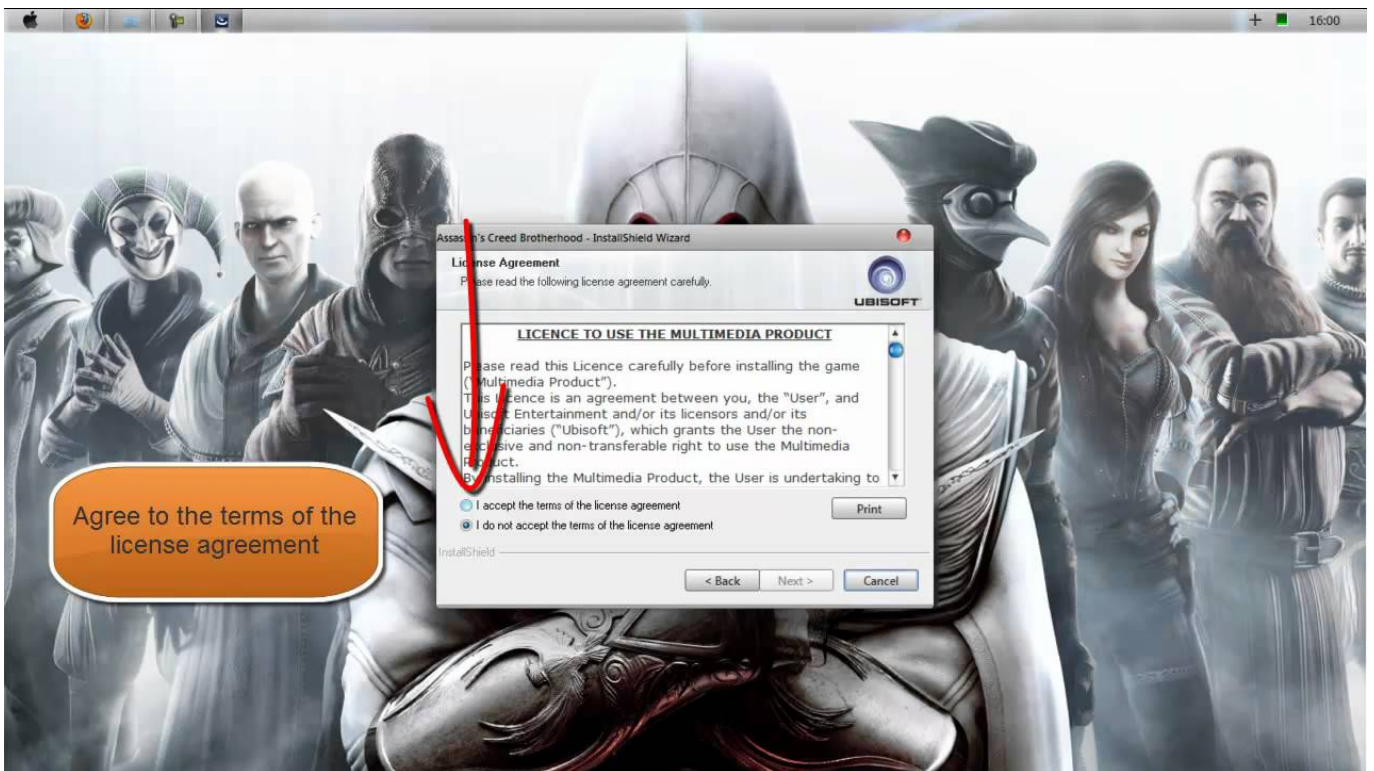 16:00
Assassin's Creed Brotherhood - InstallShield Wizard
License Agreement
Please read the following license agreement carefully.
UBISOFT
LICENCE TO USE THE MULTIMEDIA PRODUCT
Please read this Licence carefully before installing the game
("Multimedia Product").
This Licence is an agreement between you, the "User", and
Ubisoft Entertainment and/or its licensors and/or its
beneficiaries ("Ubisoft"), which grants the User the non-
exclusive and non-transferable right to use the Multimedia
Product.
By installing the Multimedia Product, the User is undertaking to
I accept the terms of the license agreement
Print
I do not accept the terms of the license agreement
InstallShield
< Back Next > Cancel
Agree to the terms of the
license agreement